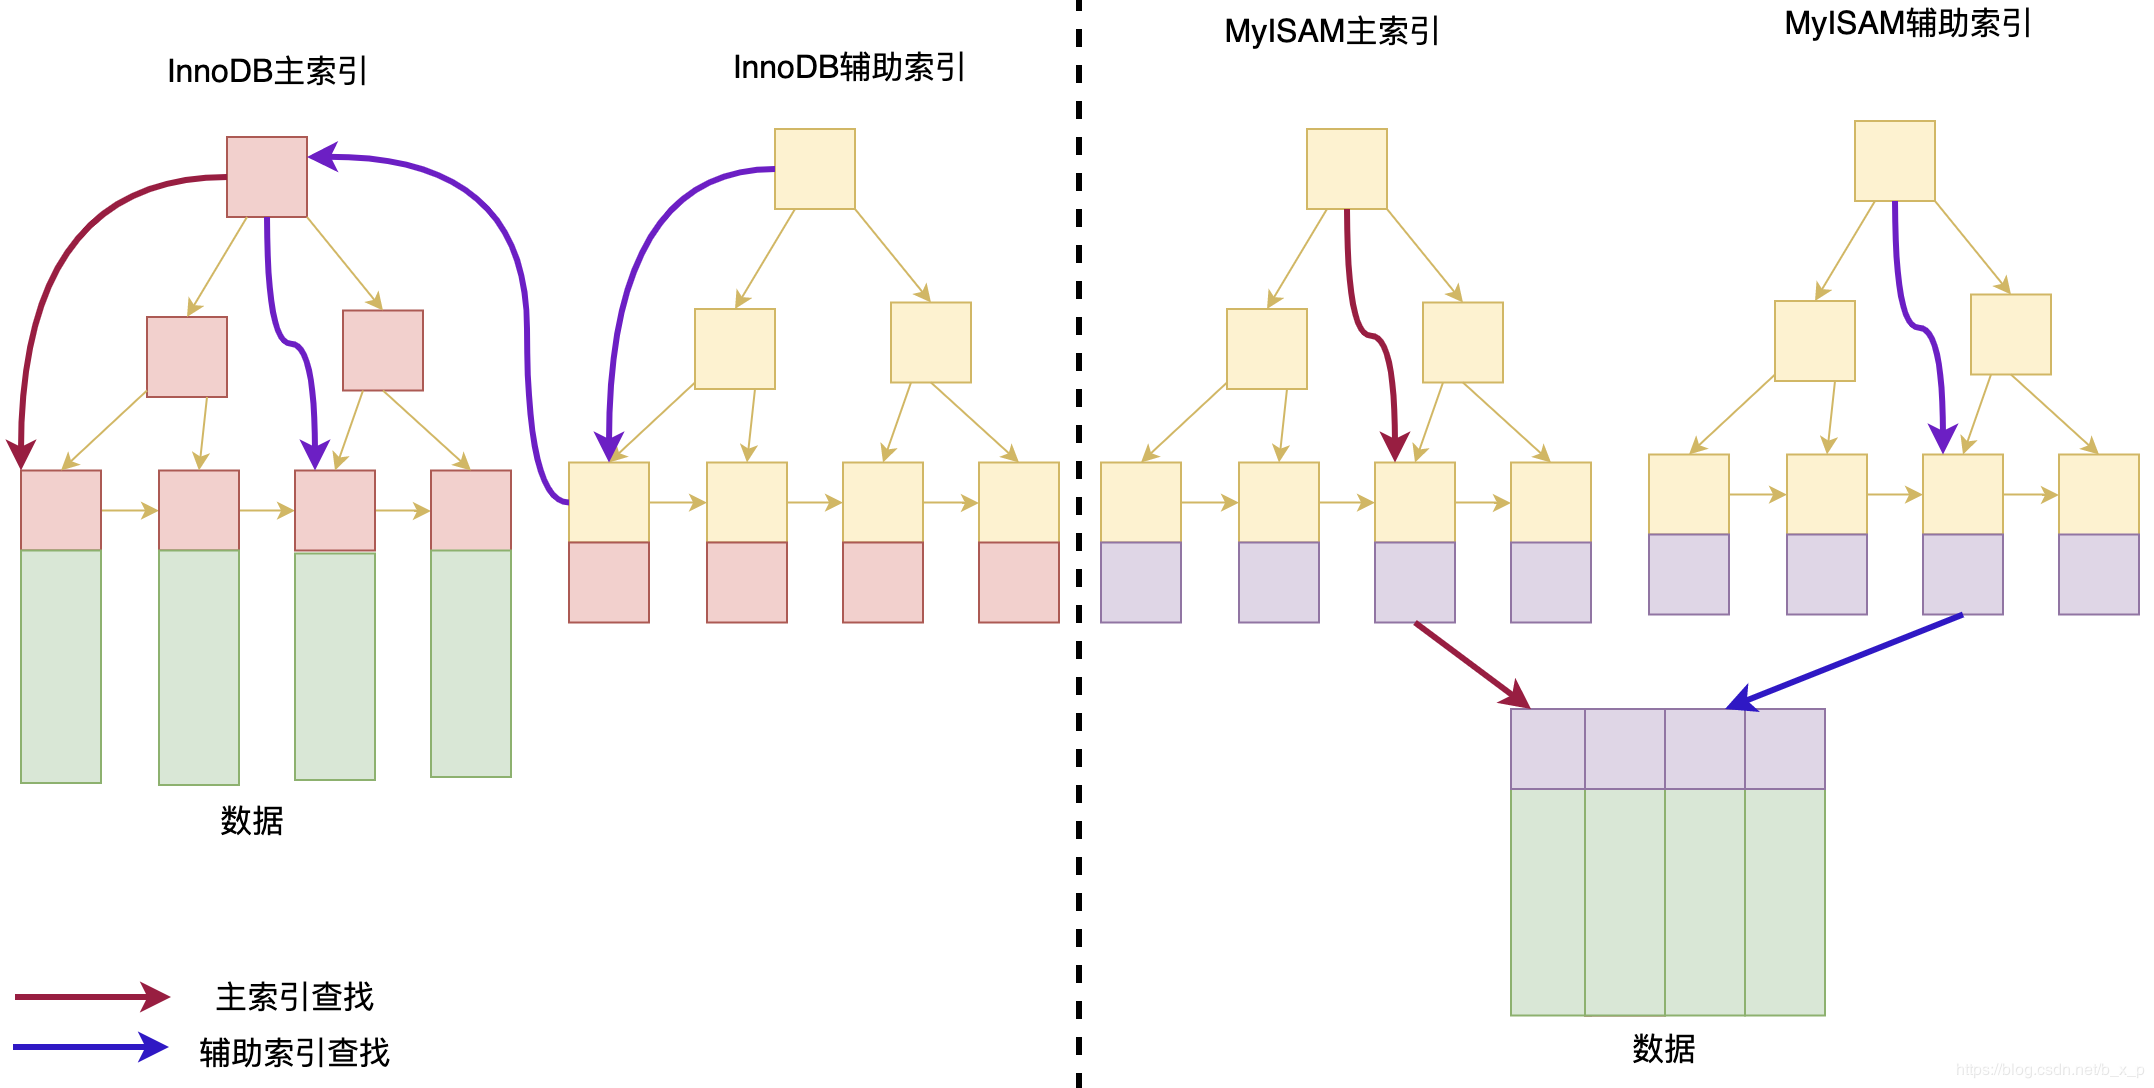 InnoDB主索引
InnoDB辅助索引
MyISAM主索引
MyISAM辅助索引
数据
主索引查找
辅助索引查找
数据
https://blog.csdn.net/b_x_p